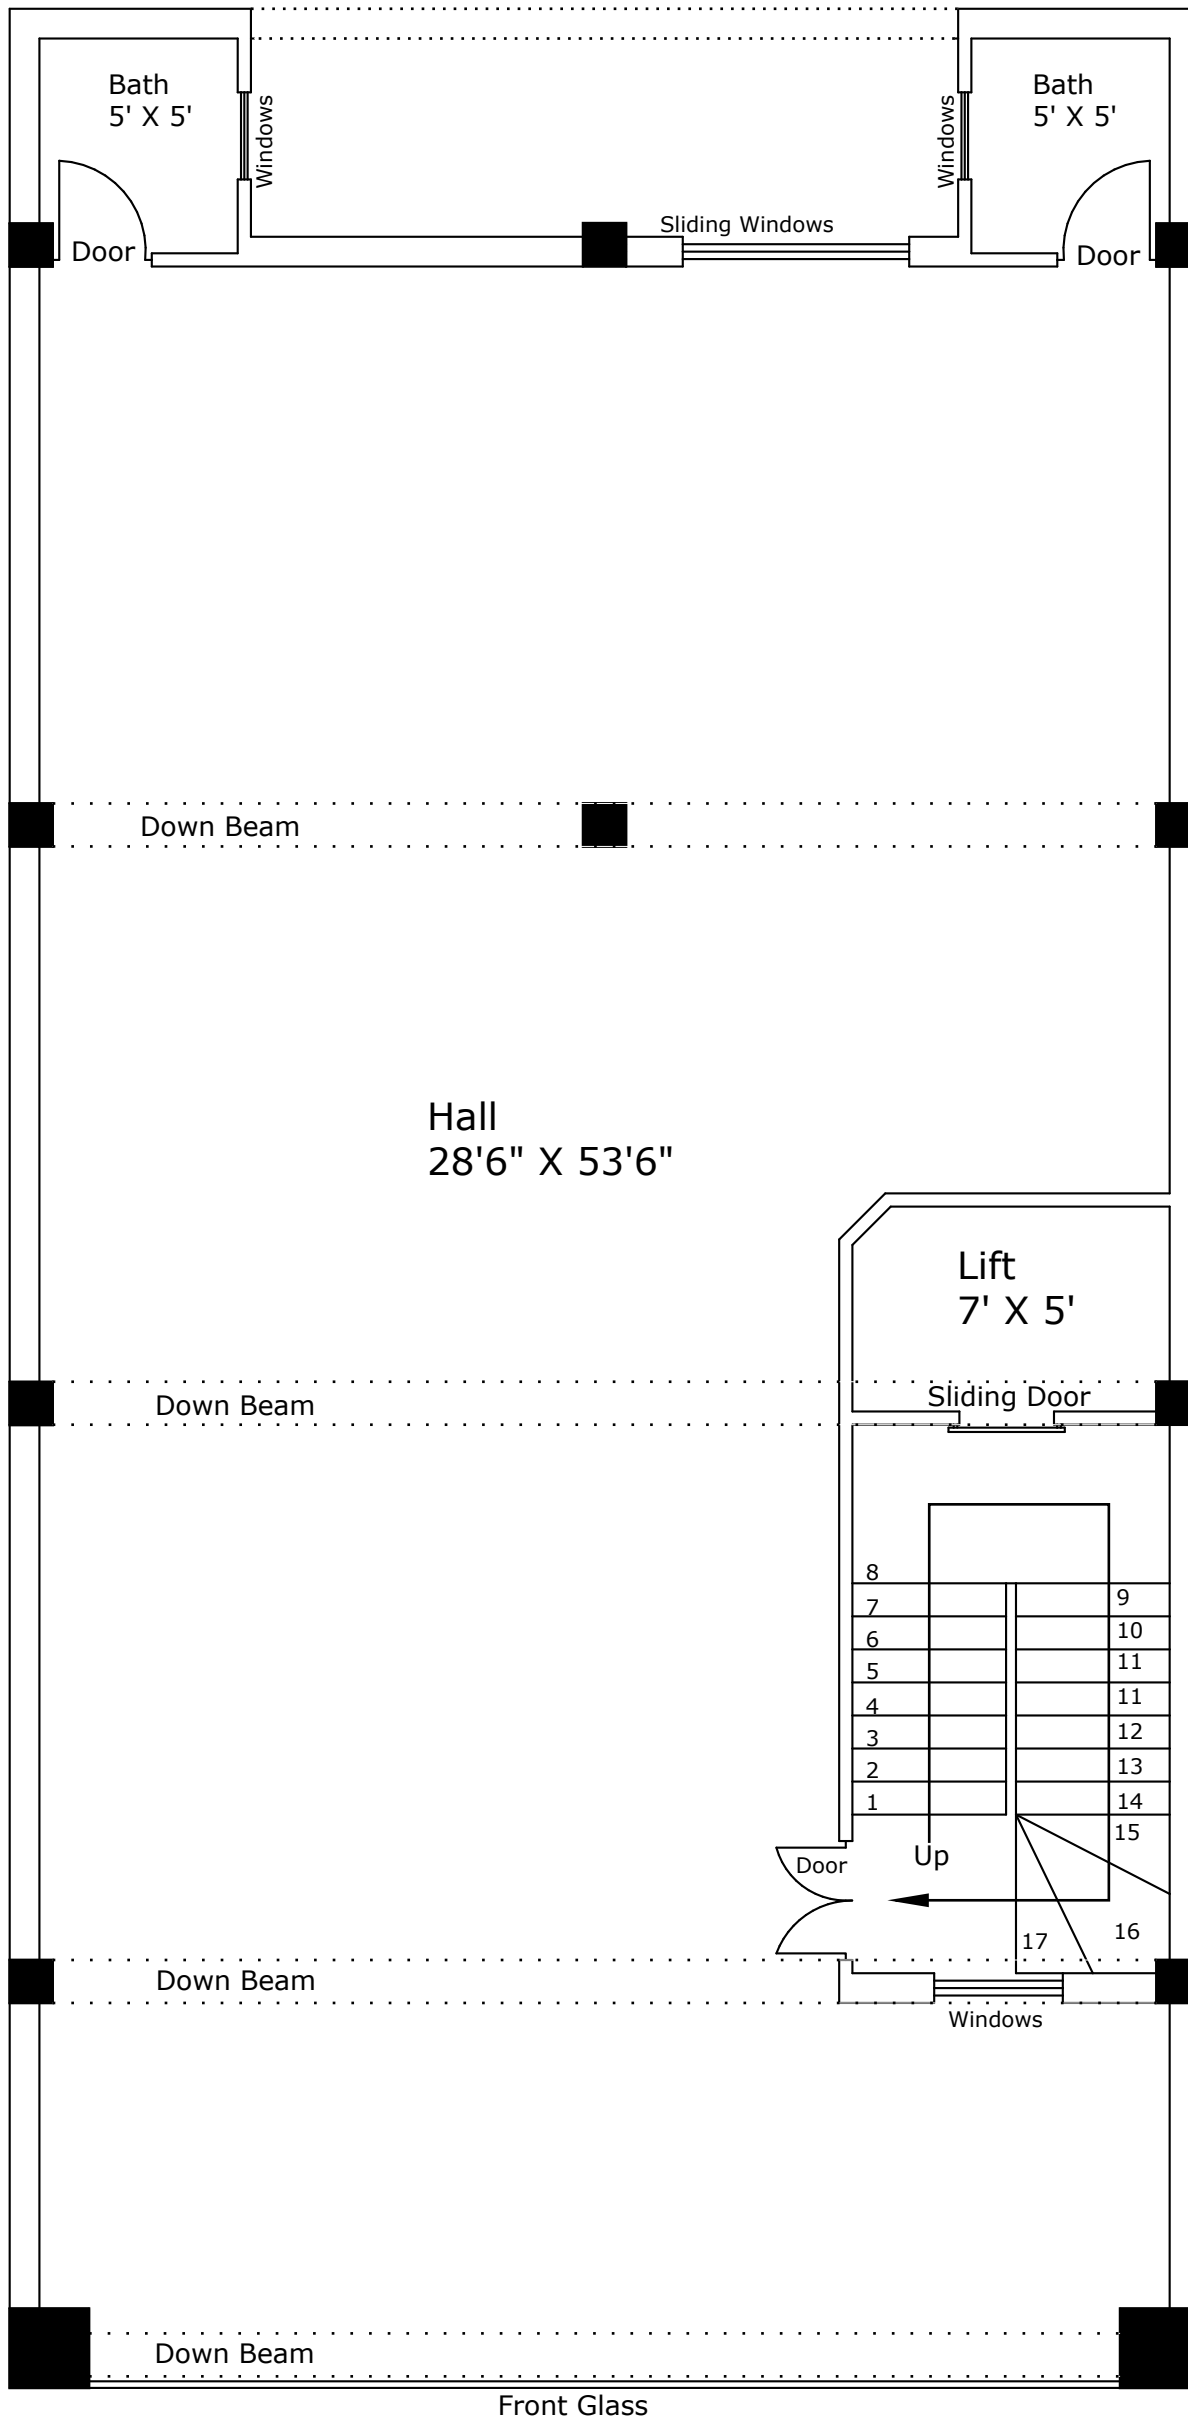 Bath
5' X 5'
Windows
Windows
Bath
5' X 5'
Sliding Windows
Door
Door
Down Beam
Hall
28'6" X 53'6"
Lift
7' X 5'
Sliding Door
Down Beam
8
7
6
5
4
3
2
1
9
10
11
11
12
13
14
15
16
17
Up
Door
Down Beam
Windows
Down Beam
Front Glass